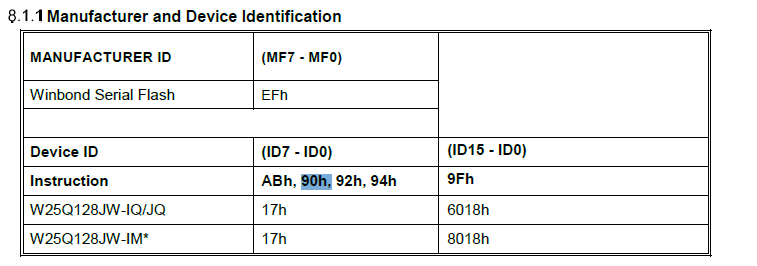 8.1.1 Manufacturer and Device Identification
MANUFACTURER ID (MF7 - MF0)
Winbond Serial Flash EFh
Device ID (ID7 - ID0) (ID15 - ID0)
Instruction ABh, 90h, 92h, 94h 9Fh
W25Q128JW-IQ/JQ 17h 6018h
W25Q128JW-IM* 17h 8018h